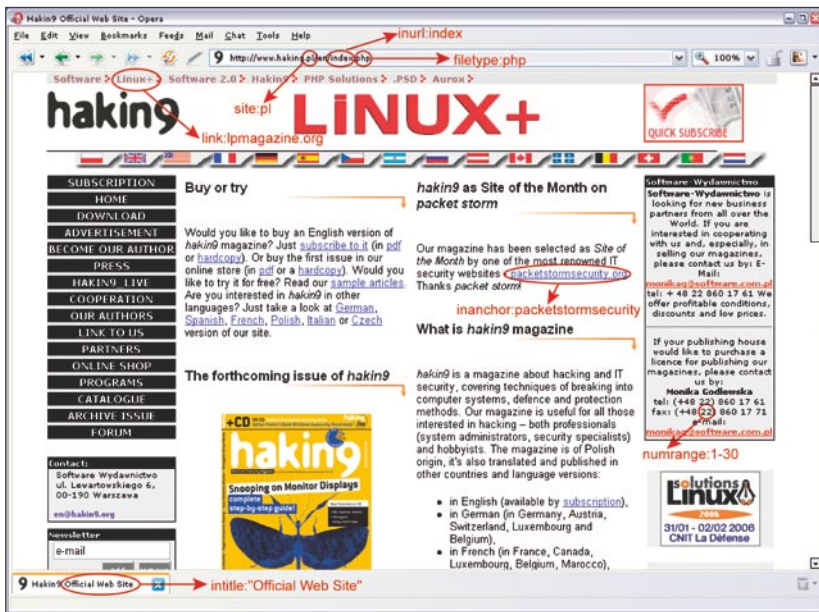 Hakin9 Official Web Site - Opera
File Edit View Bookmarks Feeds Mail Chat Tools Help
inurl:index
9 http://www.haking.pl/en/index.php
100%
filetype:php
Software Linux+ Software 2.0 Hakin9 PHP Solutions .PSD Aurox
site:pl
link:lpmagazine.org
hakin9
LiNUX+
QUICK SUBSCRIBE
SUBSCRIPTION
HOME
DOWNLOAD
ADVERTISEMENT
BECOME OUR AUTHOR
PRESS
HAKIN9 LIVE
COOPERATION
OUR AUTHORS
LINK TO US
PARTNERS
ONLINE SHOP
PROGRAMS
CATALOGUE
ARCHIVE ISSUE
FORUM
Contact:
Software Wydawnictwo
ul. Lewartowskiego 6,
00-190 Warszawa
en@hakin9.org
Newsletter
e-mail
Buy or try
Would you like to buy an English version of
hakin9 magazine? Just subscribe to it (in pdf
or hardcopy). Or buy the first issue in our
online store (in pdf or a hardcopy). Would you
like to try it for free? Read our sample articles.
Are you interested in hakin9 in other
languages? Just take a look at German,
Spanish, French, Polish, Italian or Czech
version of our site.
The forthcoming issue of hakin9
+CD
hakin9
Snooping on Monitor Displays
complete
step-by-step guide!
hakin9 as Site of the Month on
packet storm
Our magazine has been selected as Site of
the Month by one of the most renowned IT
security websites - packetstormsecurity.org.
Thanks packet storm!
inanchor:packetstormsecurity
What is hakin9 magazine
hakin9 is a magazine about hacking and IT
security, covering techniques of breaking into
computer systems, defence and protection
methods. Our magazine is useful for all those
interested in hacking – both professionals
(system administrators, security specialists)
and hobbyists. The magazine is of Polish
origin, it's also translated and published in
other countries and language versions:
in English (available by subscription),
in German (in Germany, Austria,
Switzerland, Luxembourg and
Belgium),
in French (in France, Canada,
Luxembourg, Belgium, Marocco),
Software-Wydawnictwo
Software-Wydawnictwo is
looking for new business
partners from all over the
World. If you are
interested in cooperating
with us and, especially, in
selling our magazines,
please contact us by: E-
Mail:
monikag@software.com.pl
tel: + 48 22 860 17 61 We
offer profitable conditions,
discounts and low prices.
If your publishing house
would like to purchase a
licence for publishing our
magazines, please contact
us by:
Monika Godlewska
tel: (+48 22) 860 17 61
fax: (+48 22) 860 17 71
e-mail:
monikag@software.com.pl
numrange:1-30
solutions
Linux
2006
31/01 - 02/02 2006
CNIT La Défense
9 Hakin9 Official Web Site
intitle:"Official Web Site"